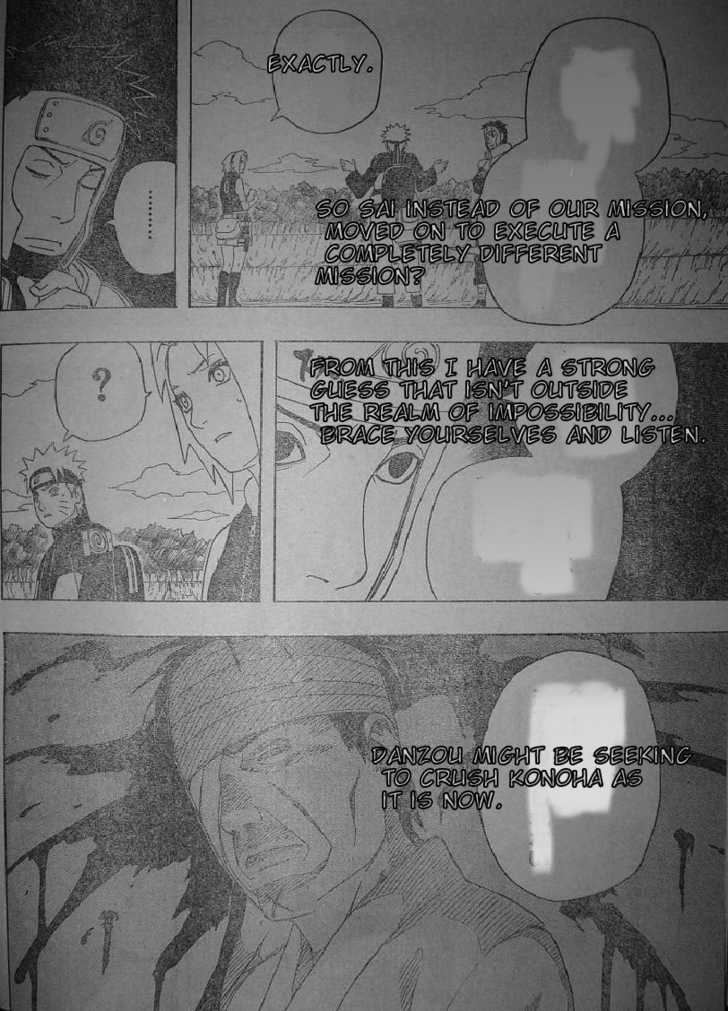 EXACTLY.
SO SAI INSTEAD OF OUR MISSION,
MOVED ON TO EXECUTE A
COMPLETELY DIFFERENT
MISSION?
.........
?
FROM THIS I HAVE A STRONG
GUESS THAT ISN'T OUTSIDE
THE REALM OF IMPOSSIBILITY...
BRACE YOURSELVES AND LISTEN.
DANZOU MIGHT BE SEEKING
TO CRUSH KONOHA AS
IT IS NOW.